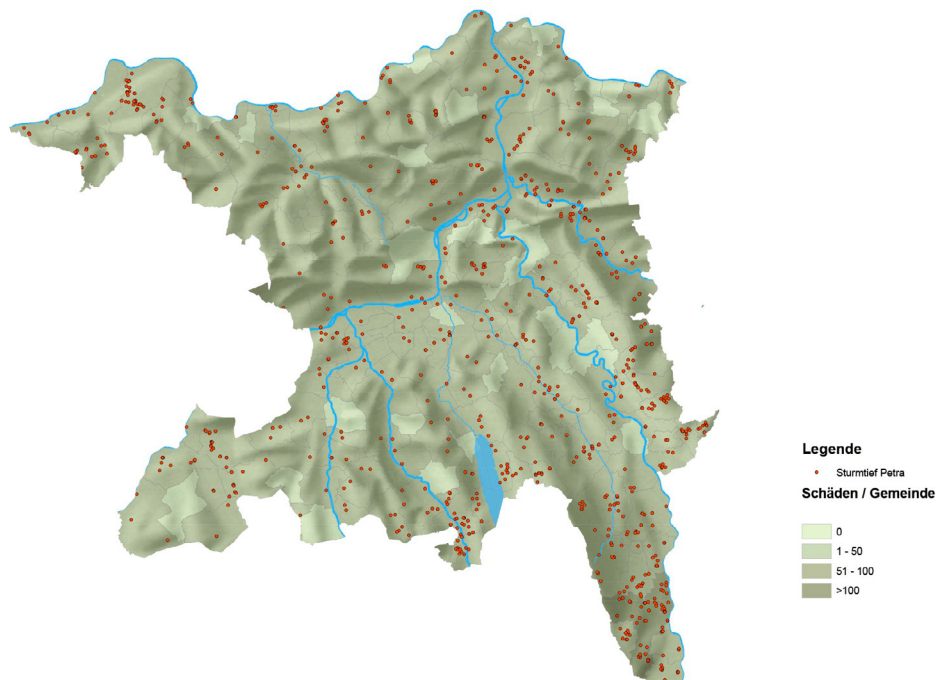 Legende
Sturmtief Petra
Schäden / Gemeinde
0
1 - 50
51 - 100
>100